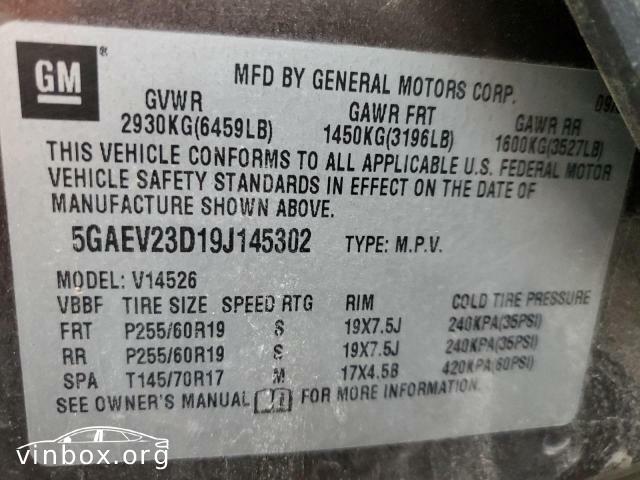 GM ®
MFD BY GENERAL MOTORS CORP.
GVWR GAWR FRT GAWR RR
2930KG(6459LB) 1450KG(3196LB) 1600KG(3527LB)
THIS VEHICLE CONFORMS TO ALL APPLICABLE U.S. FEDERAL MOTOR
VEHICLE SAFETY STANDARDS IN EFFECT ON THE DATE OF
MANUFACTURE SHOWN ABOVE.
5GAEV23D19J145302 TYPE: M.P.V.
MODEL: V14526
VBBF TIRE SIZE SPEED RTG RIM COLD TIRE PRESSURE
FRT P255/60R19 S 19X7.5J 240KPA(35PSI)
RR P255/60R19 S 19X7.5J 240KPA(35PSI)
SPA T145/70R17 M 17X4.5B 420KPA(60PSI)
SEE OWNER'S MANUAL FOR MORE INFORMATION.
vinbox.org